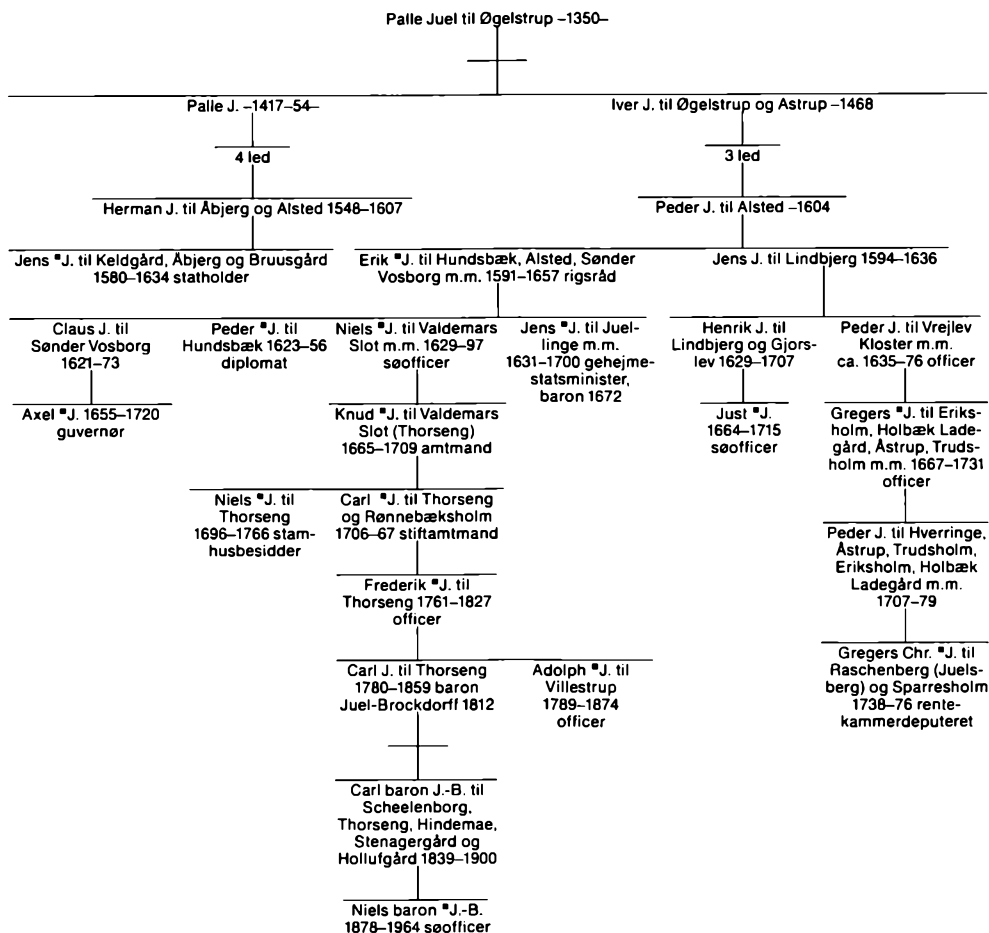 Palle Juel til Øgelstrup –1350–
Palle J. –1417–54–
Iver J. til Øgelstrup og Astrup –1468
4 led
3 led
Herman J. til Åbjerg og Alsted 1548–1607
Peder J. til Alsted –1604
Jens ▪J. til Keldgård, Åbjerg og Bruusgård
1580–1634 statholder
Erik ▪J. til Hundsbæk, Alsted, Sønder
Vosborg m.m. 1591–1657 rigsråd
Jens J. til Lindbjerg 1594–1636
Claus J. til
Sønder Vosborg
1621–73
Peder ▪J. til
Hundsbæk 1623–56
diplomat
Niels ▪J. til Valdemars
Slot m.m. 1629–97
søofficer
Jens ▪J. til Juel-
linge m.m.
1631–1700 gehejme-
statsminister,
baron 1672
Henrik J. til
Lindbjerg og Gjors-
lev 1629–1707
Peder J. til Vrejlev
Kloster m.m.
ca. 1635–76 officer
Axel ▪J. 1655–1720
guvernør
Knud ▪J. til Valdemars
Slot (Thorseng)
1665–1709 amtmand
Just ▪J.
1664–1715
søofficer
Gregers ▪J. til Eriks-
holm, Holbæk Lade-
gård, Åstrup, Truds-
holm m.m. 1667–1731
officer
Niels ▪J. til
Thorseng
1696–1766 stam-
husbesidder
Carl ▪J. til Thorseng
og Rønnebæksholm
1706–67 stiftamtmand
Peder J. til Hverringe,
Åstrup, Trudsholm,
Eriksholm, Holbæk
Ladegård m.m.
1707–79
Frederik ▪J. til
Thorseng 1761–1827
officer
Carl J. til Thorseng
1780–1859 baron
Juel-Brockdorff 1812
Adolph ▪J. til
Villestrup
1789–1874
officer
Gregers Chr. ▪J. til
Raschenberg (Juels-
berg) og Sparresholm
1738–76 rente-
kammerdeputeret
Carl baron J.-B. til
Scheelenborg,
Thorseng, Hindemae,
Stenagergård og
Hollufgård 1839–1900
Niels baron ▪J.-B.
1878–1964 søofficer